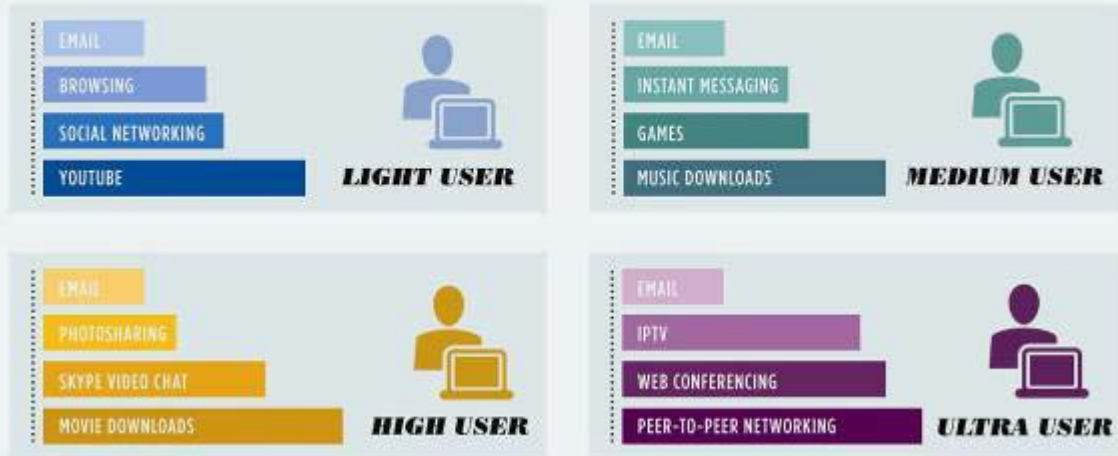 EMAIL
BROWSING
SOCIAL NETWORKING
YOUTUBE
LIGHT USER
EMAIL
INSTANT MESSAGING
GAMES
MUSIC DOWNLOADS
MEDIUM USER
EMAIL
PHOTOSHARING
SKYPE VIDEO CHAT
MOVIE DOWNLOADS
HIGH USER
EMAIL
IPTV
WEB CONFERENCING
PEER-TO-PEER NETWORKING
ULTRA USER